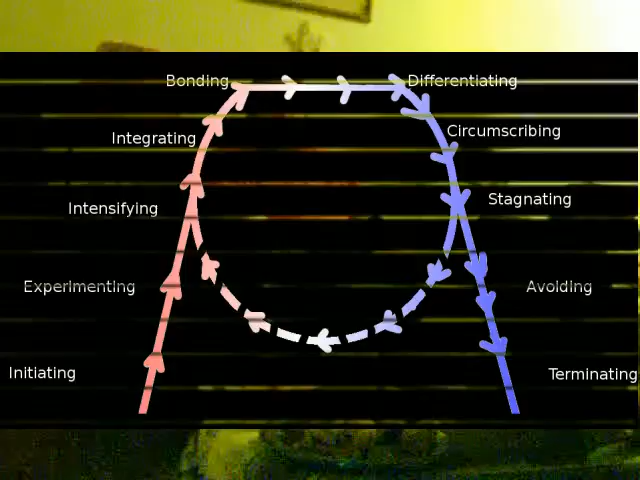 Bonding
Differentiating
Integrating
Circumscribing
Intensifying
Stagnating
Experimenting
Avoiding
Initiating
Terminating